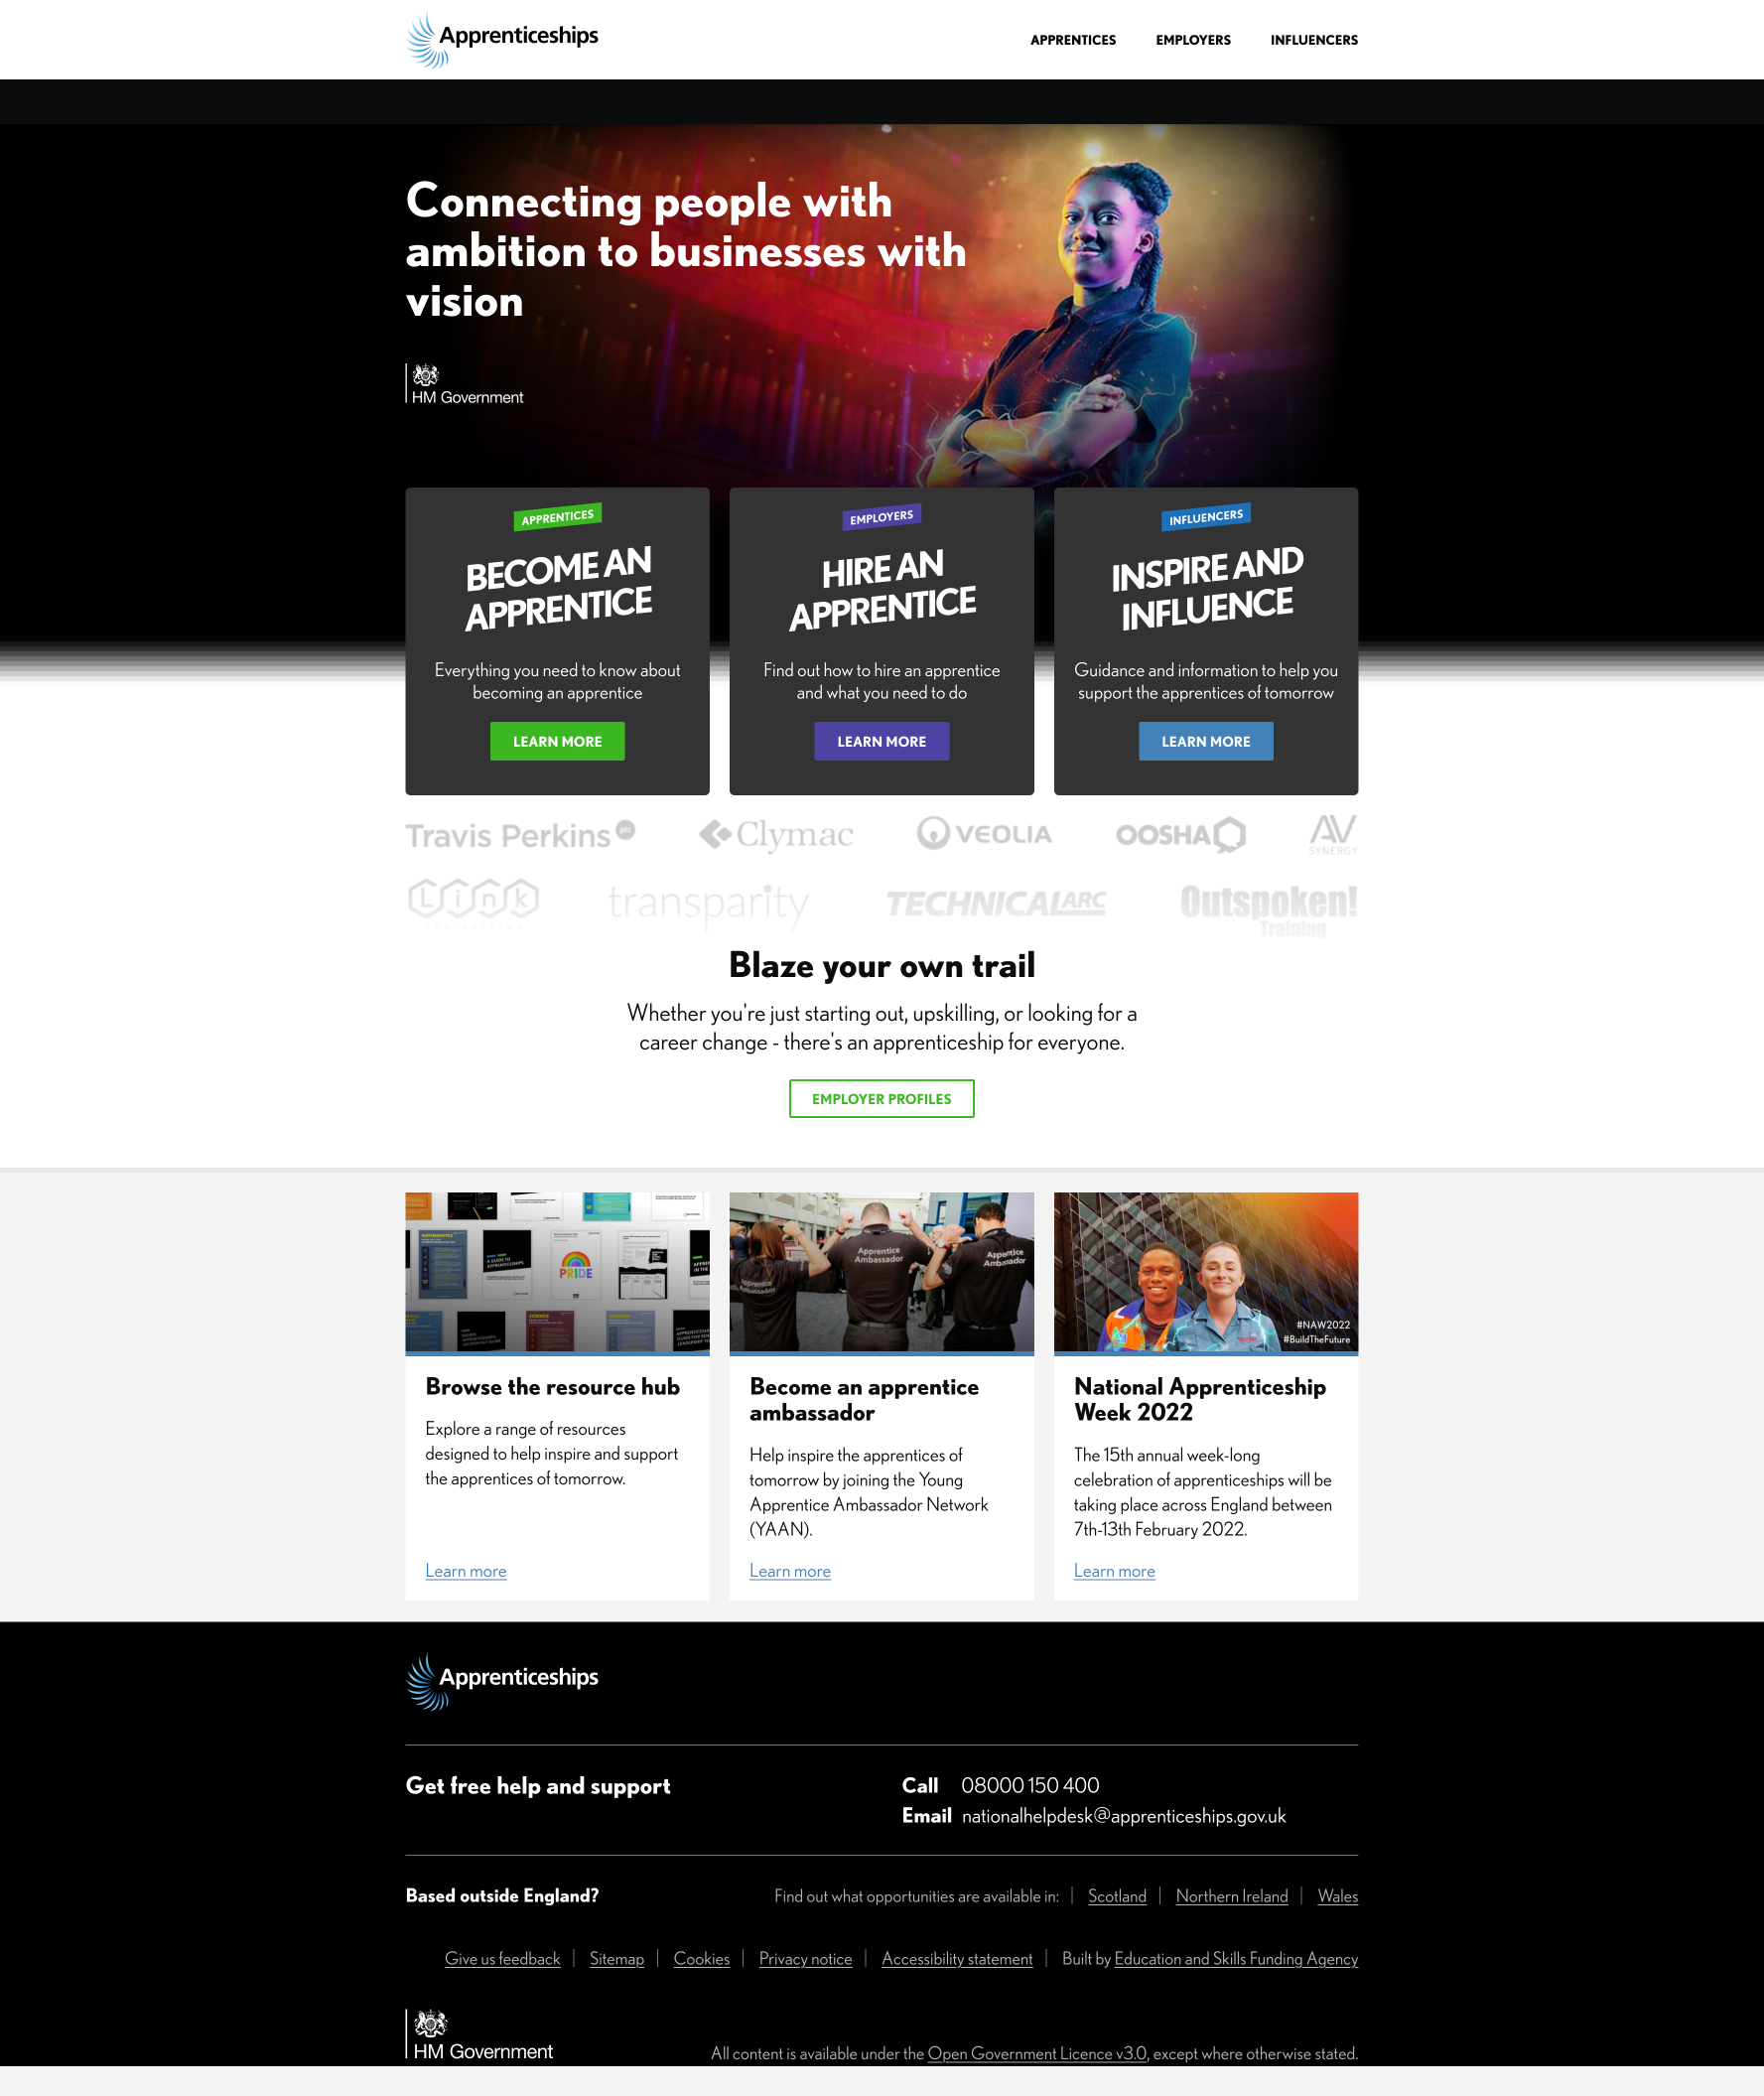 Apprenticeships
APPRENTICES EMPLOYERS INFLUENCERS
Connecting people with
ambition to businesses with
vision
HM Government
APPRENTICES
BECOME AN
APPRENTICE
Everything you need to know about
becoming an apprentice
LEARN MORE
EMPLOYERS
HIRE AN
APPRENTICE
Find out how to hire an apprentice
and what you need to do
LEARN MORE
INFLUENCERS
INSPIRE AND
INFLUENCE
Guidance and information to help you
support the apprentices of tomorrow
LEARN MORE
Travis Perkins plc Clymac VEOLIA OOSHA AV
SYNERGY
Link transparity TECHNICALARC Outspoken!
Training
Blaze your own trail
Whether you're just starting out, upskilling, or looking for a
career change - there's an apprenticeship for everyone.
EMPLOYER PROFILES
PRIDE
Browse the resource hub
Explore a range of resources
designed to help inspire and support
the apprentices of tomorrow.
Learn more
Apprentice
Ambassador
Apprentice
Ambassador
Apprentice
Ambassador
Become an apprentice
ambassador
Help inspire the apprentices of
tomorrow by joining the Young
Apprentice Ambassador Network
(YAAN).
Learn more
#NAW2022
#BuildTheFuture
National Apprenticeship
Week 2022
The 15th annual week-long
celebration of apprenticeships will be
taking place across England between
7th-13th February 2022.
Learn more
Apprenticeships
Get free help and support
Call 08000 150 400
Email nationalhelpdesk@apprenticeships.gov.uk
Based outside England?
Find out what opportunities are available in: Scotland Northern Ireland Wales
Give us feedback Sitemap Cookies Privacy notice Accessibility statement Built by Education and Skills Funding Agency
HM Government
All content is available under the Open Government Licence v3.0, except where otherwise stated.